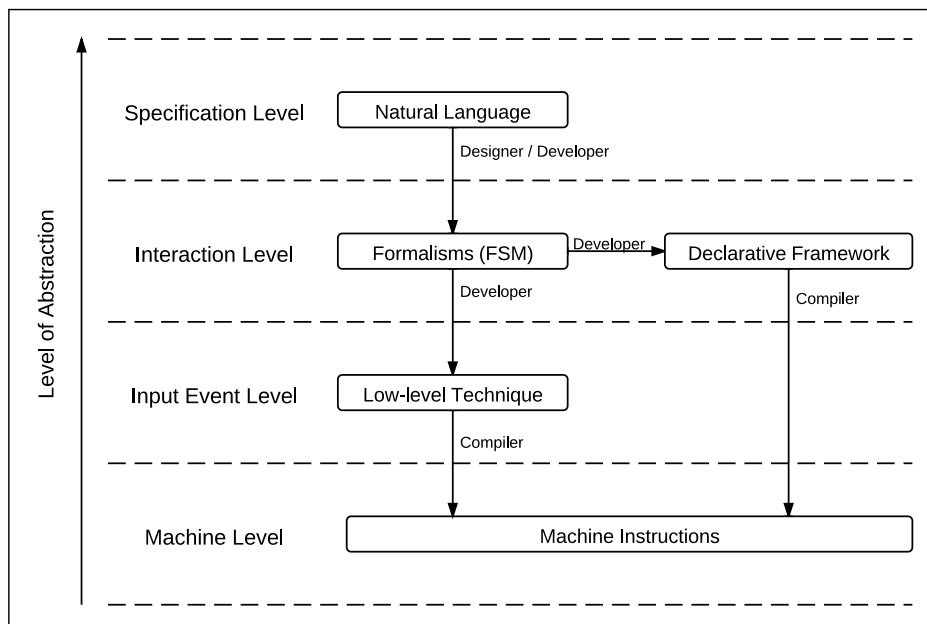 Level of Abstraction
Specification Level
Natural Language
Designer / Developer
Interaction Level
Formalisms (FSM)
Developer
Declarative Framework
Developer
Compiler
Input Event Level
Low-level Technique
Compiler
Machine Level
Machine Instructions